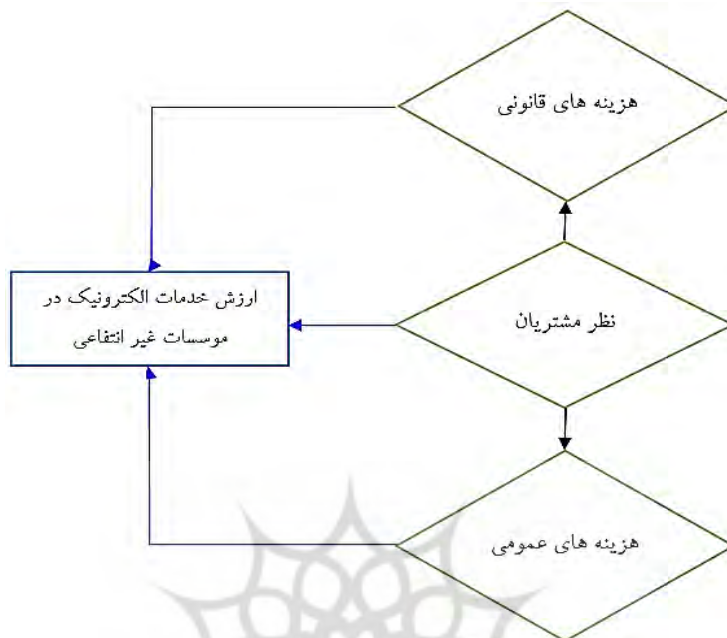 هزینه های قانونی
ارزش خدمات الکترونیک در
موسسات غیر انتفاعی
نظر مشتریان
هزینه های عمومی